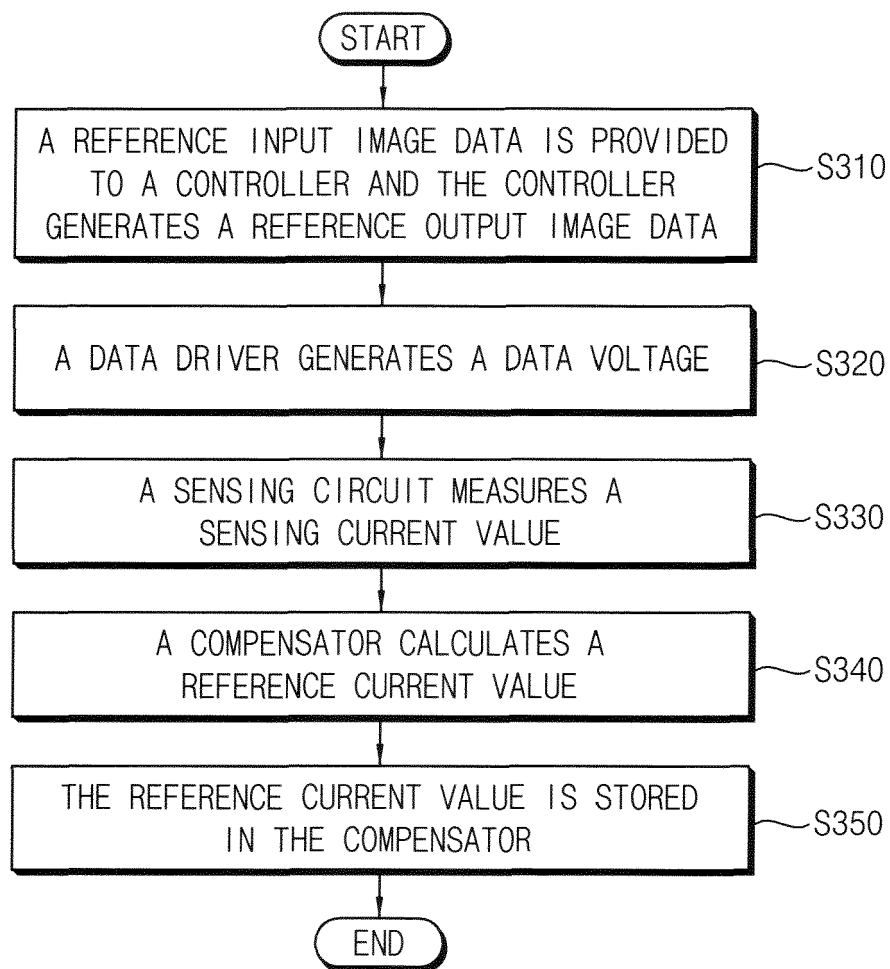 START
A REFERENCE INPUT IMAGE DATA IS PROVIDED
TO A CONTROLLER AND THE CONTROLLER
GENERATES A REFERENCE OUTPUT IMAGE DATA
S310
A DATA DRIVER GENERATES A DATA VOLTAGE
S320
A SENSING CIRCUIT MEASURES A
SENSING CURRENT VALUE
S330
A COMPENSATOR CALCULATES A
REFERENCE CURRENT VALUE
S340
THE REFERENCE CURRENT VALUE IS STORED
IN THE COMPENSATOR
S350
END